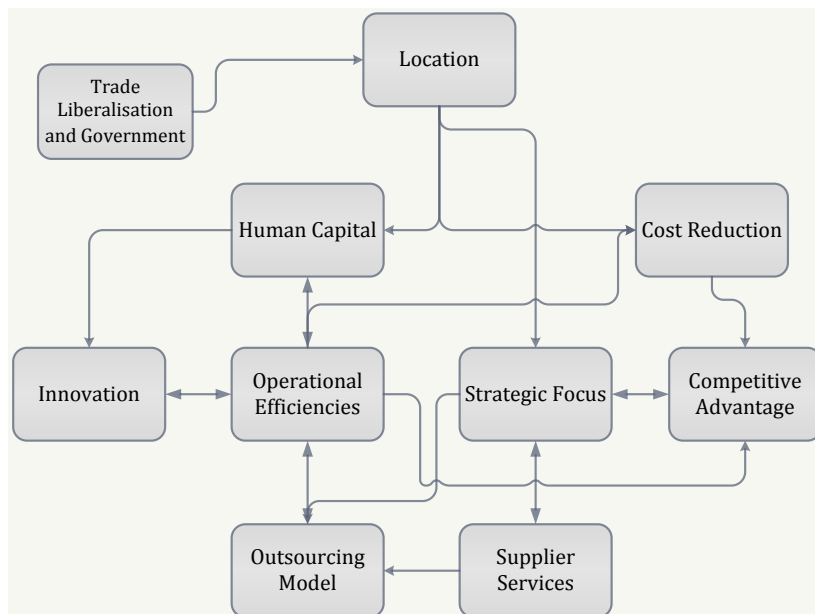 Location
Trade
Liberalisation
and Government
Human Capital
Cost Reduction
Innovation
Operational
Efficiencies
Strategic Focus
Competitive
Advantage
Outsourcing
Model
Supplier
Services